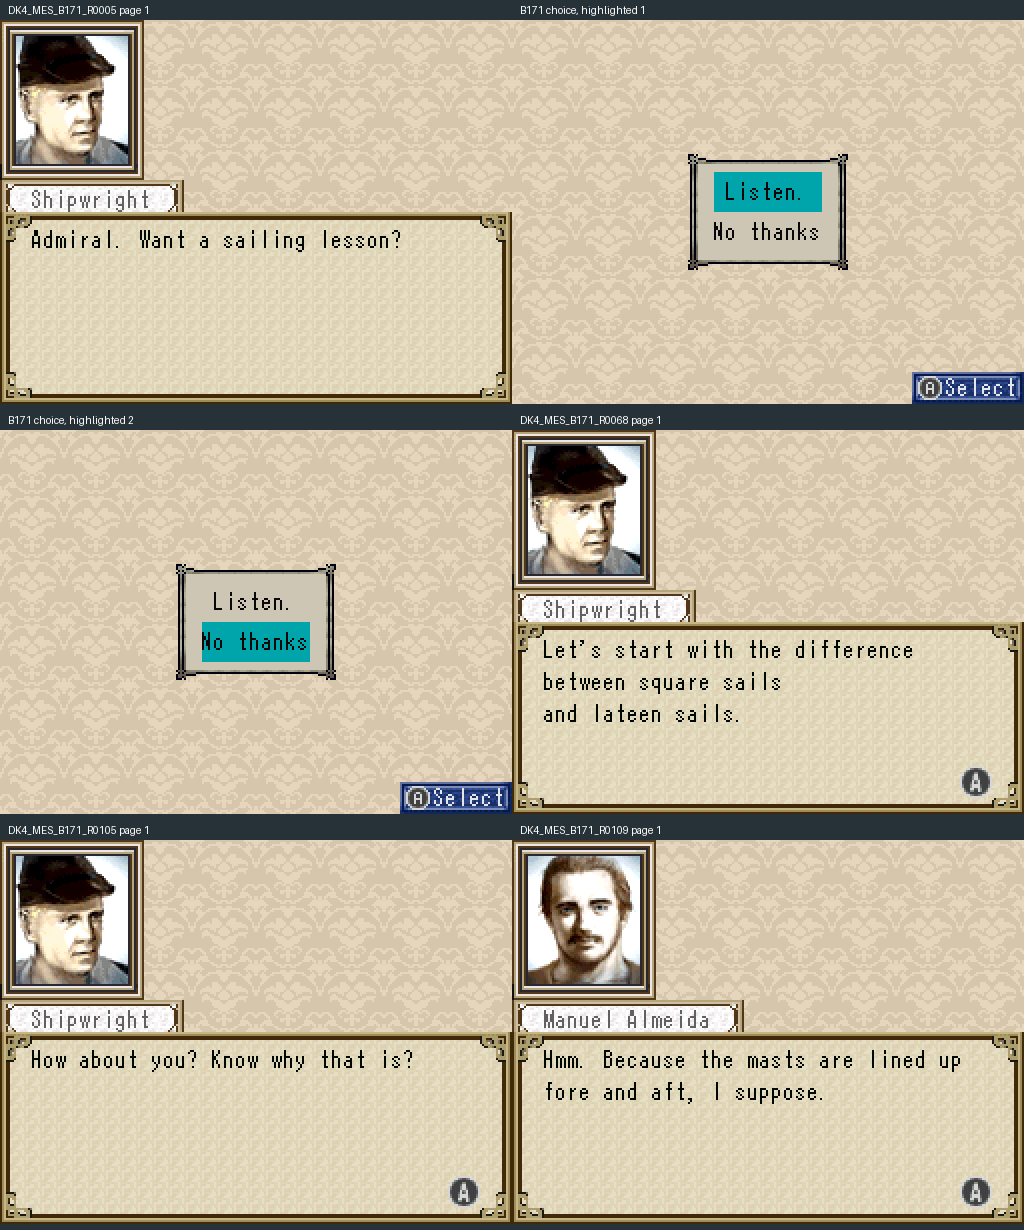 DK4_MES_B171_R0005 page 1
Shipwright
Admiral. Want a sailing lesson?
B171 choice, highlighted 1
Listen.
No thanks
A Select
B171 choice, highlighted 2
Listen.
No thanks
A Select
DK4_MES_B171_R0068 page 1
Shipwright
Let's start with the difference
between square sails
and lateen sails.
A
DK4_MES_B171_R0105 page 1
Shipwright
How about you? Know why that is?
A
DK4_MES_B171_R0109 page 1
Manuel Almeida
Hmm. Because the masts are lined up
fore and aft, I suppose.
A